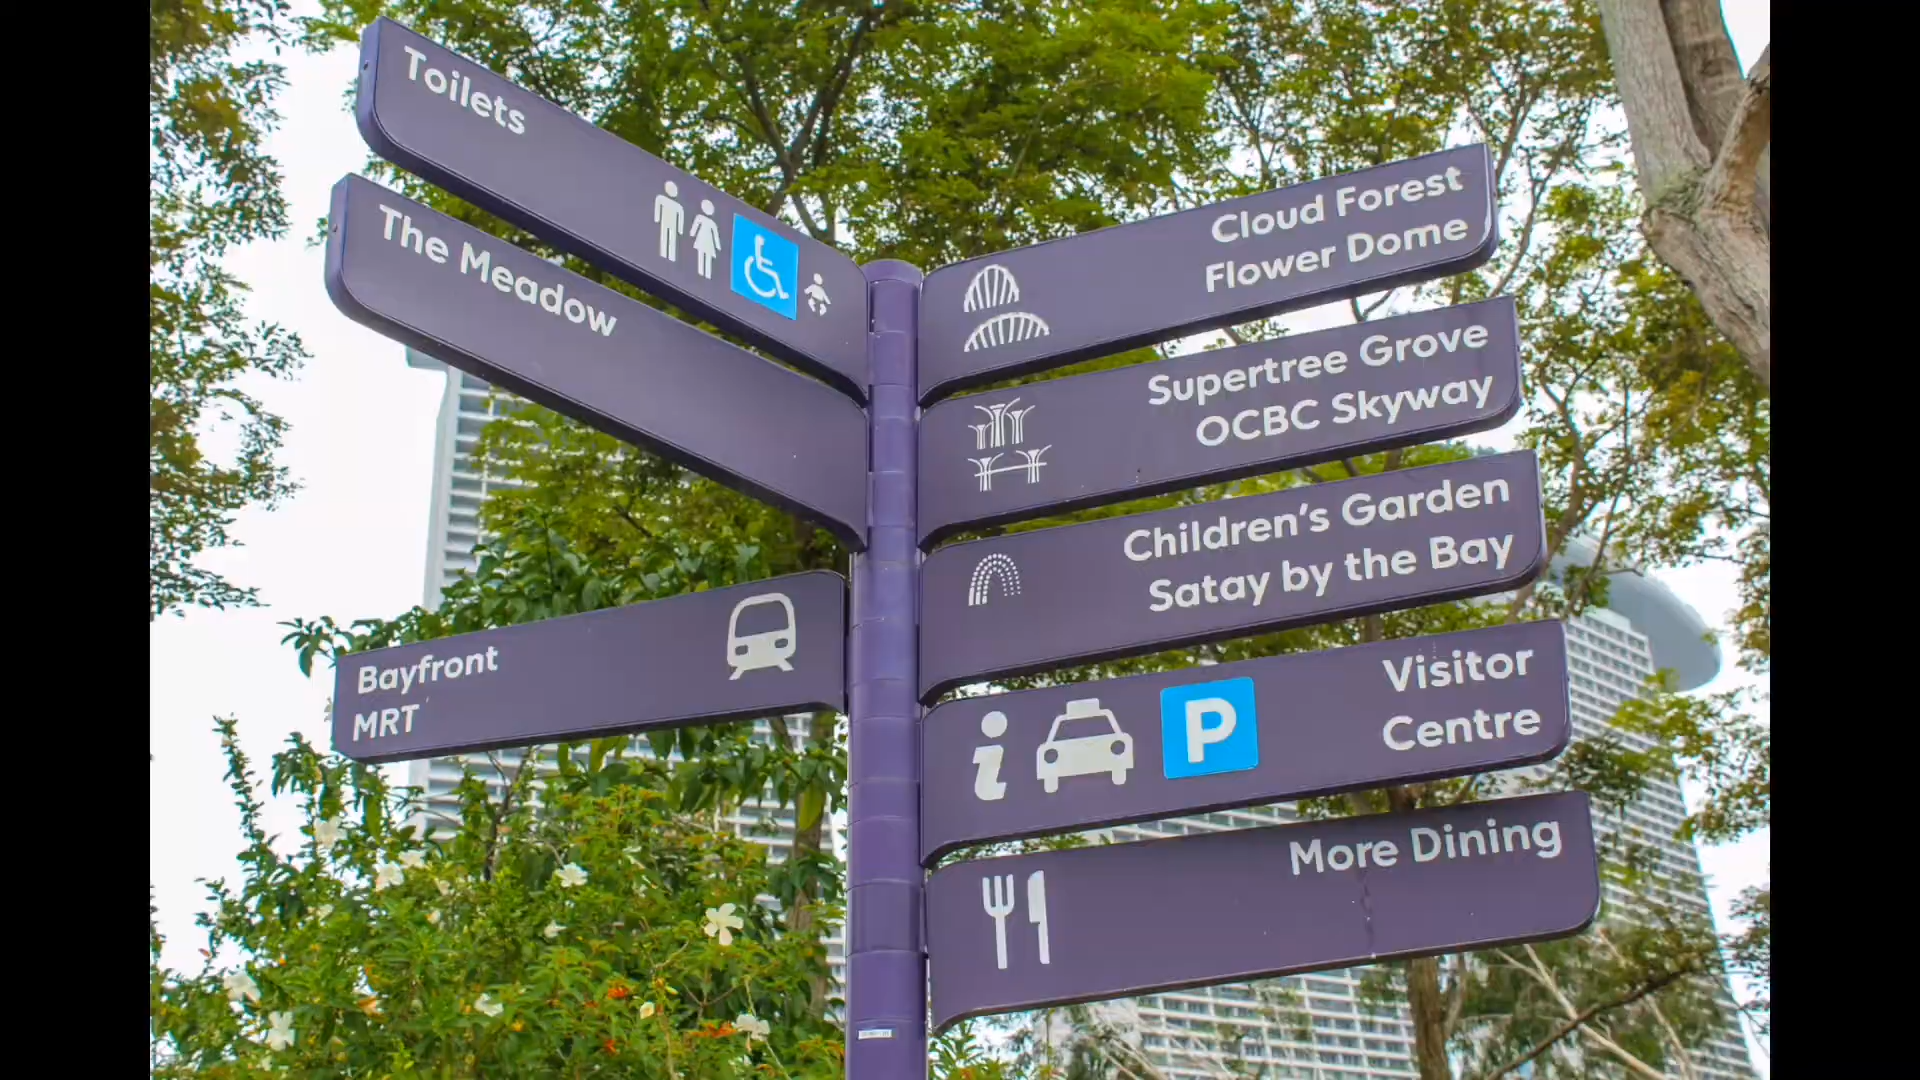 Toilets
The Meadow
Bayfront
MRT
Cloud Forest
Flower Dome
Supertree Grove
OCBC Skyway
Children's Garden
Satay by the Bay
P
Visitor
Centre
More Dining